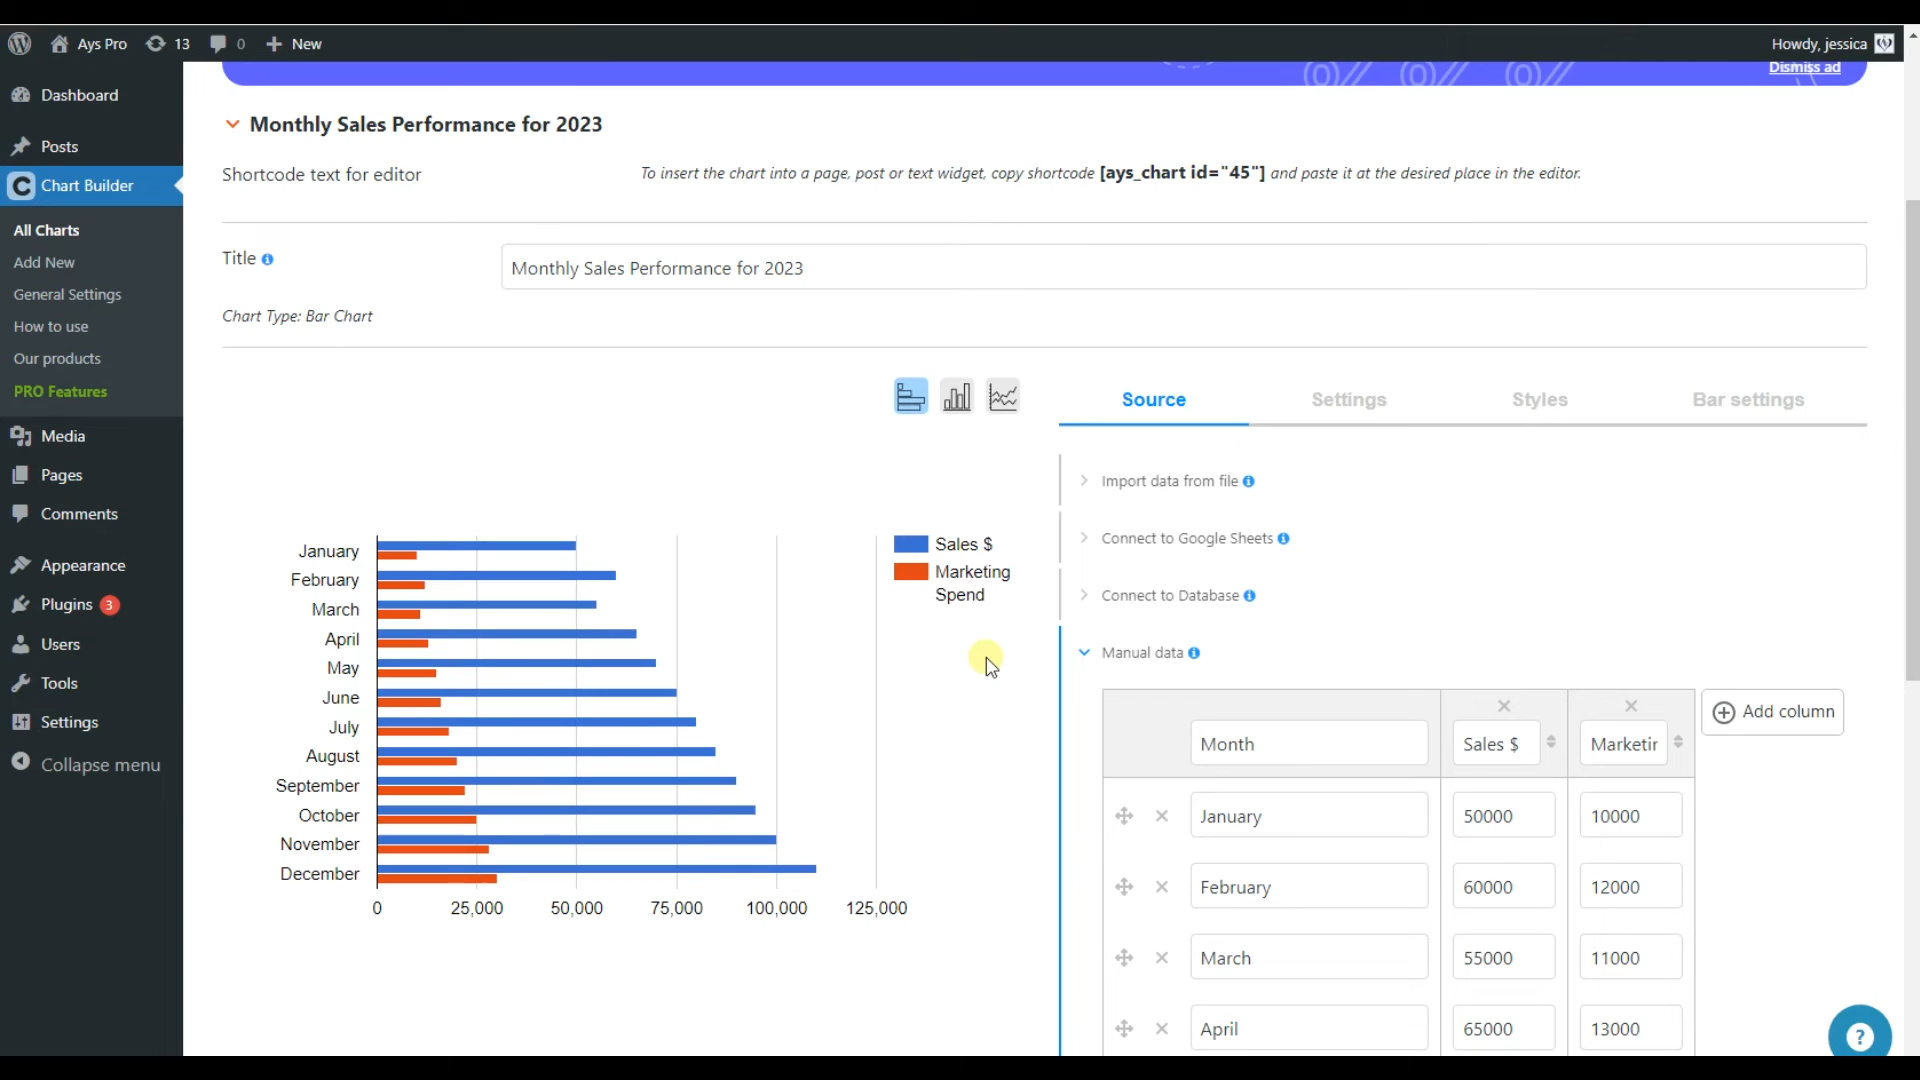 Ays Pro 13 0 + New Howdy, jessica
Dismiss ad
Dashboard
Posts
Chart Builder
All Charts
Add New
General Settings
How to use
Our products
PRO Features
Media
Pages
Comments
Appearance
Plugins 3
Users
Tools
Settings
Collapse menu
Monthly Sales Performance for 2023
Shortcode text for editor
To insert the chart into a page, post or text widget, copy shortcode [ays_chart id="45"] and paste it at the desired place in the editor.
Title
Monthly Sales Performance for 2023
Chart Type: Bar Chart
January
February
March
April
May
June
July
August
September
October
November
December
0 25,000 50,000 75,000 100,000 125,000
Sales $
Marketing
Spend
Source Settings Styles Bar settings
Import data from file
Connect to Google Sheets
Connect to Database
Manual data
Month Sales $ Marketir Add column
January 50000 10000
February 60000 12000
March 55000 11000
April 65000 13000
?